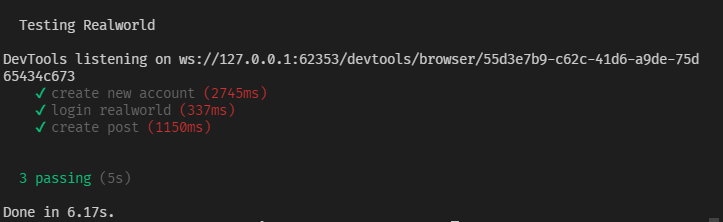 Testing Realworld
DevTools listening on ws://127.0.0.1:62353/devtools/browser/55d3e7b9-c62c-41d6-a9de-75d
65434c673
✓ create new account (2745ms)
✓ login realworld (337ms)
✓ create post (1150ms)
3 passing (5s)
Done in 6.17s.